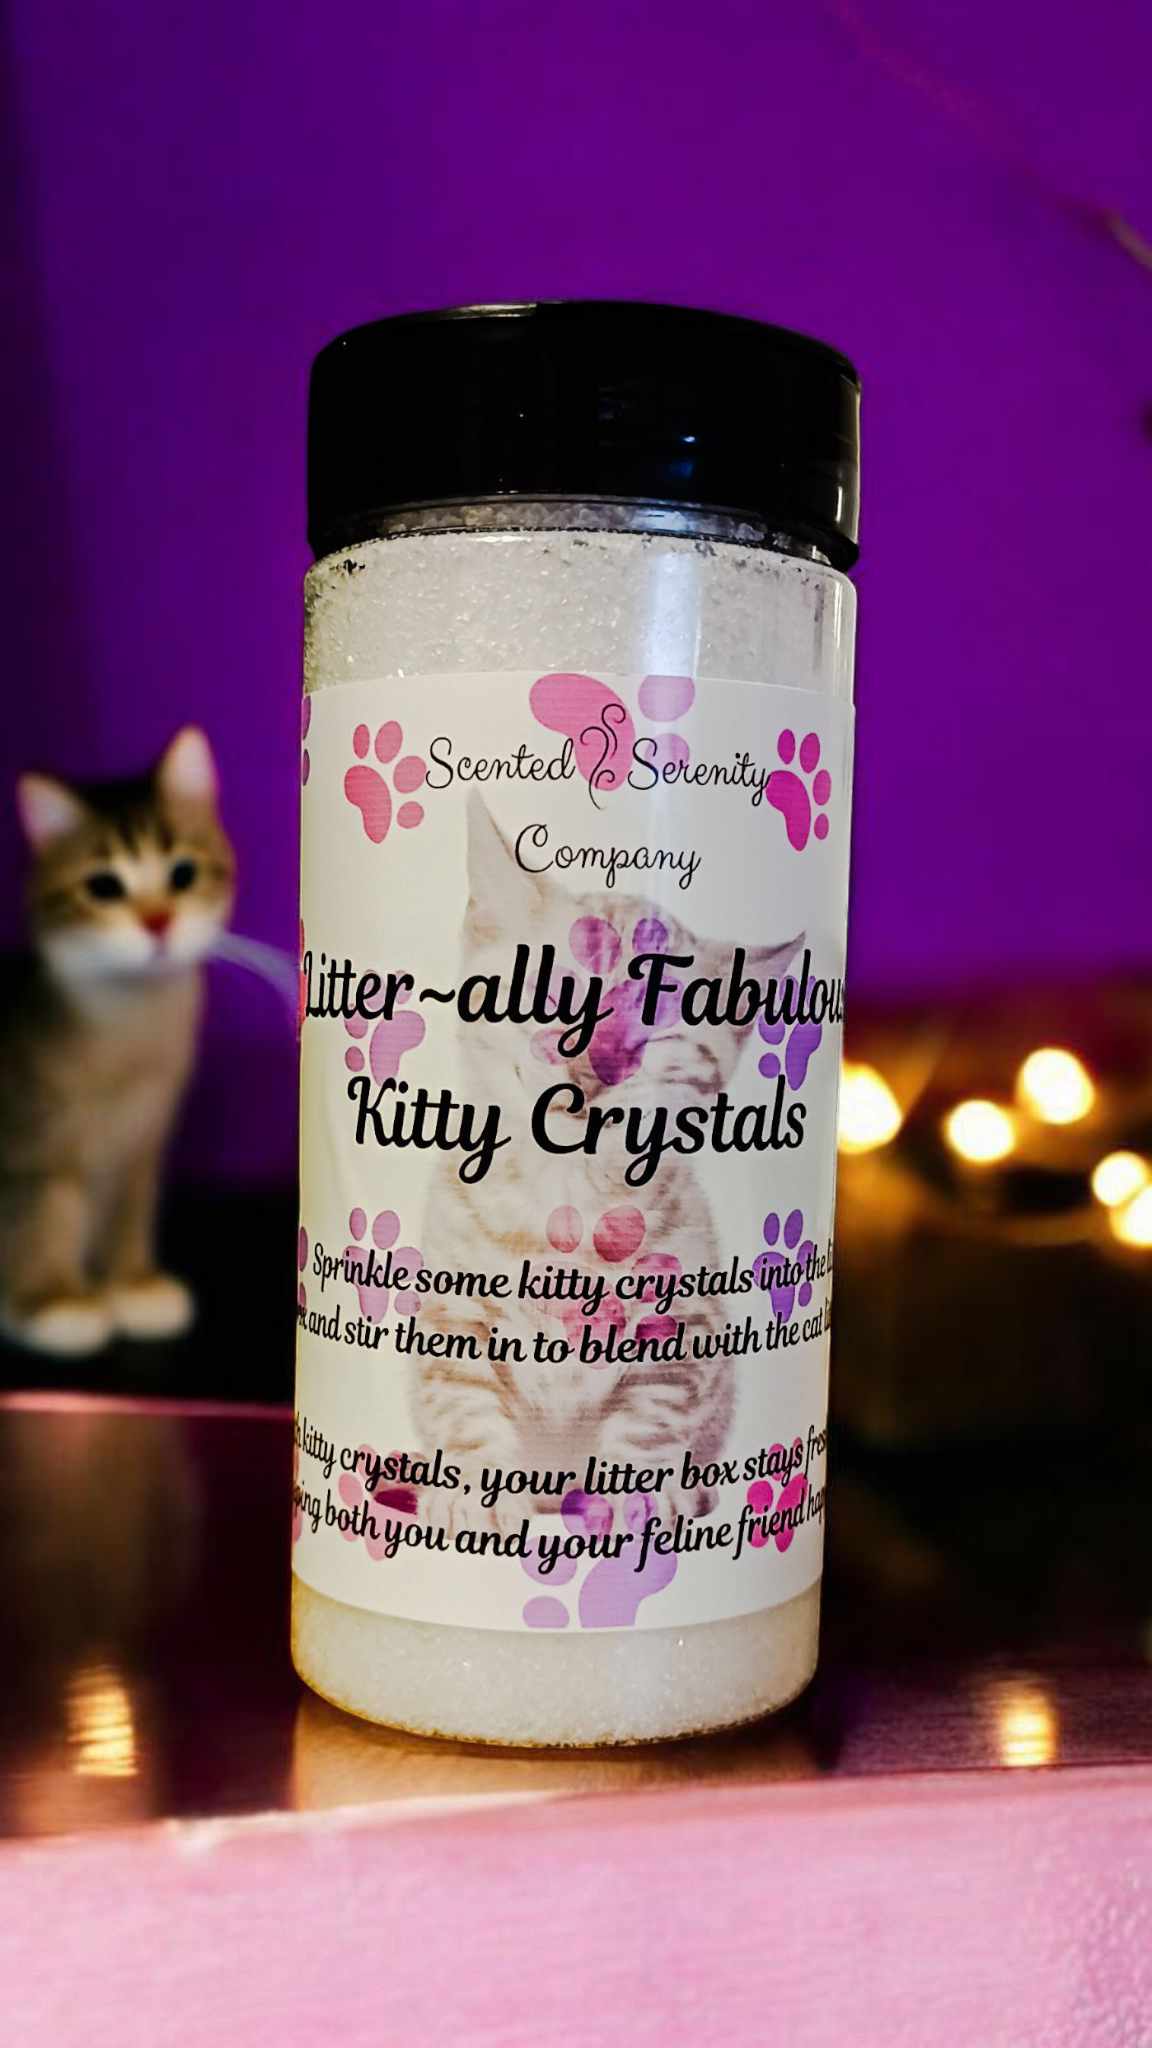 Scented Serenity
Company
Litter~ally Fabulous
Kitty Crystals
Sprinkle some kitty crystals into the
and stir them in to blend with the cat
kitty crystals, your litter box stays
both you and your feline friend